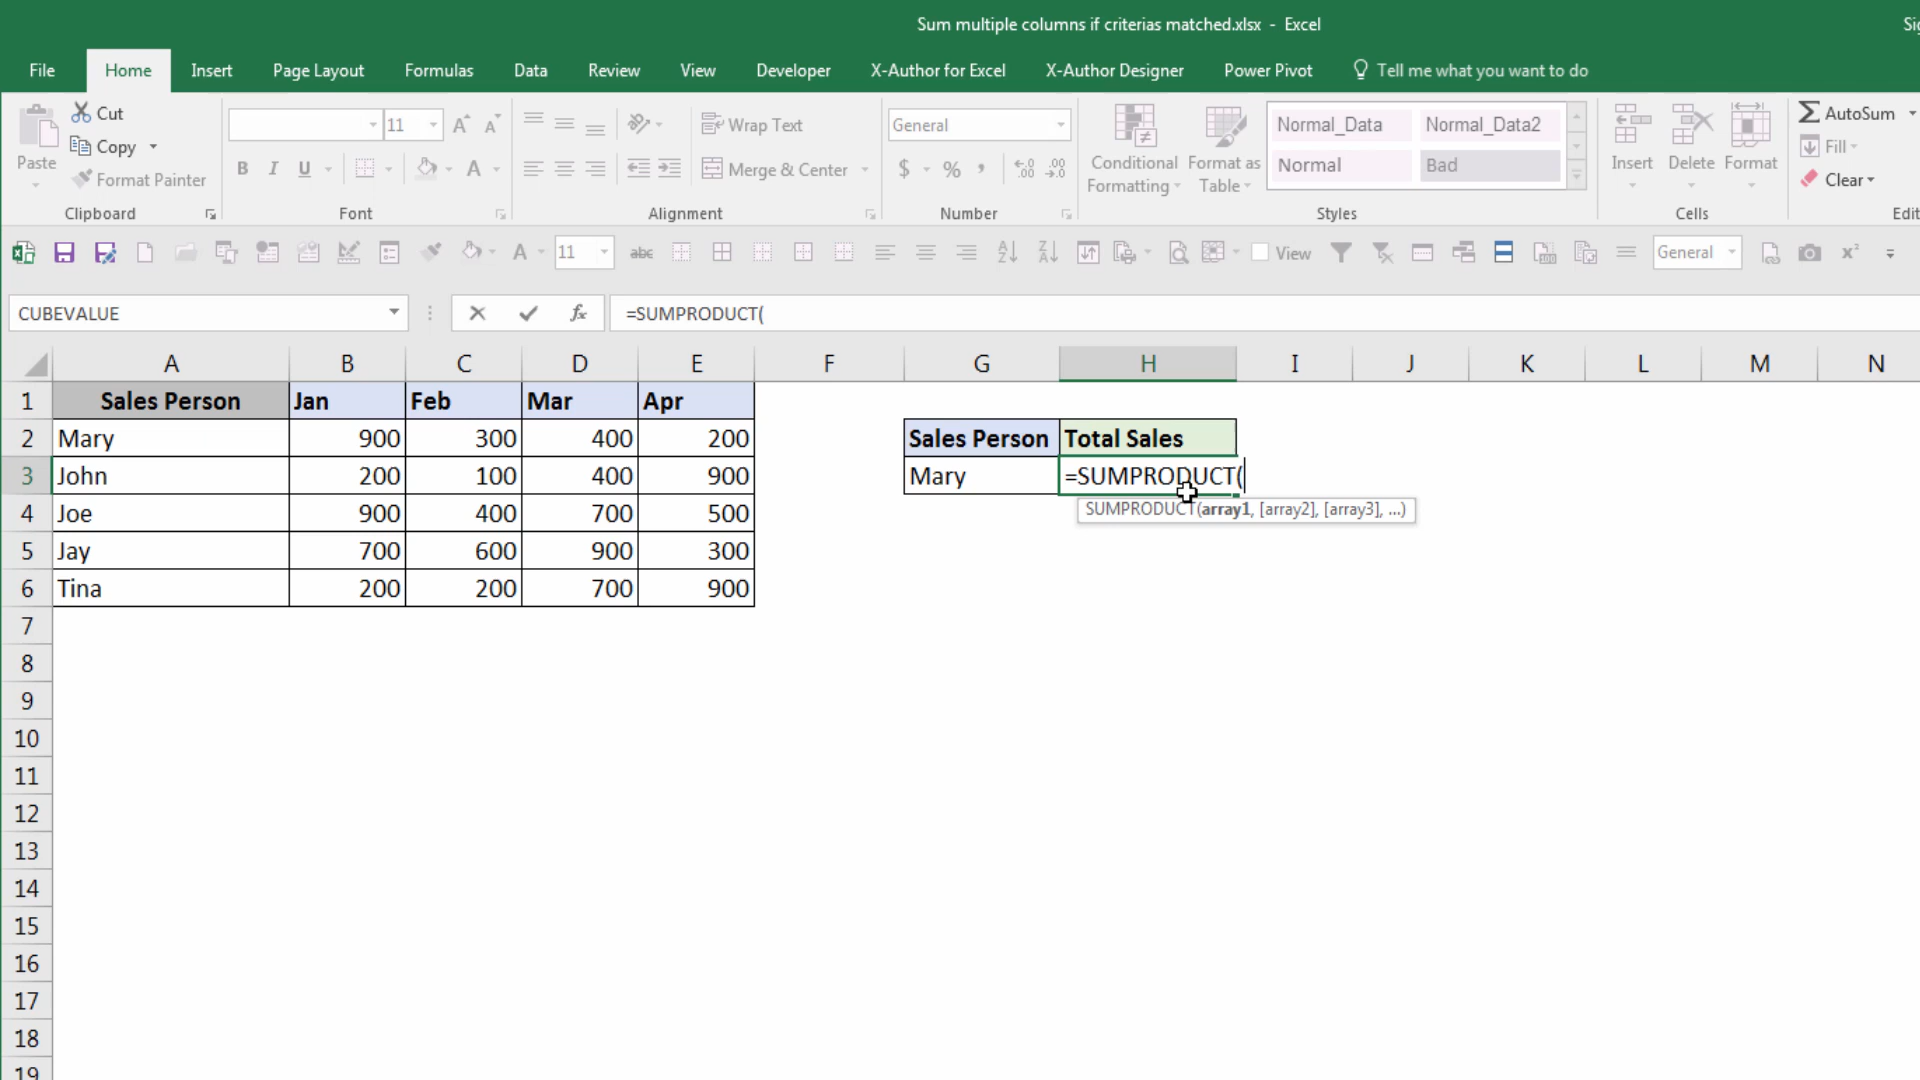 Sum multiple columns if criterias matched.xlsx - Excel
File Home Insert Page Layout Formulas Data Review View Developer X-Author for Excel X-Author Designer Power Pivot Tell me what you want to do
Paste
Cut
Copy
Format Painter
Clipboard
11 A A
B I U A
Font
Wrap Text
Merge & Center
Alignment
General
$ % ,
Number
Conditional Formatting
Format as Table
Normal_Data Normal_Data2
Normal Bad
Styles
Insert Delete Format
Cells
AutoSum
Fill
Clear
Edit
A 11 abc View General x²
CUBEVALUE fx =SUMPRODUCT(
A B C D E F G H I J K L M N
1 Sales Person Jan Feb Mar Apr
2 Mary 900 300 400 200 Sales Person Total Sales
3 John 200 100 400 900 Mary =SUMPRODUCT(
SUMPRODUCT(array1, [array2], [array3], ...)
4 Joe 900 400 700 500
5 Jay 700 600 900 300
6 Tina 200 200 700 900
7
8
9
10
11
12
13
14
15
16
17
18
19